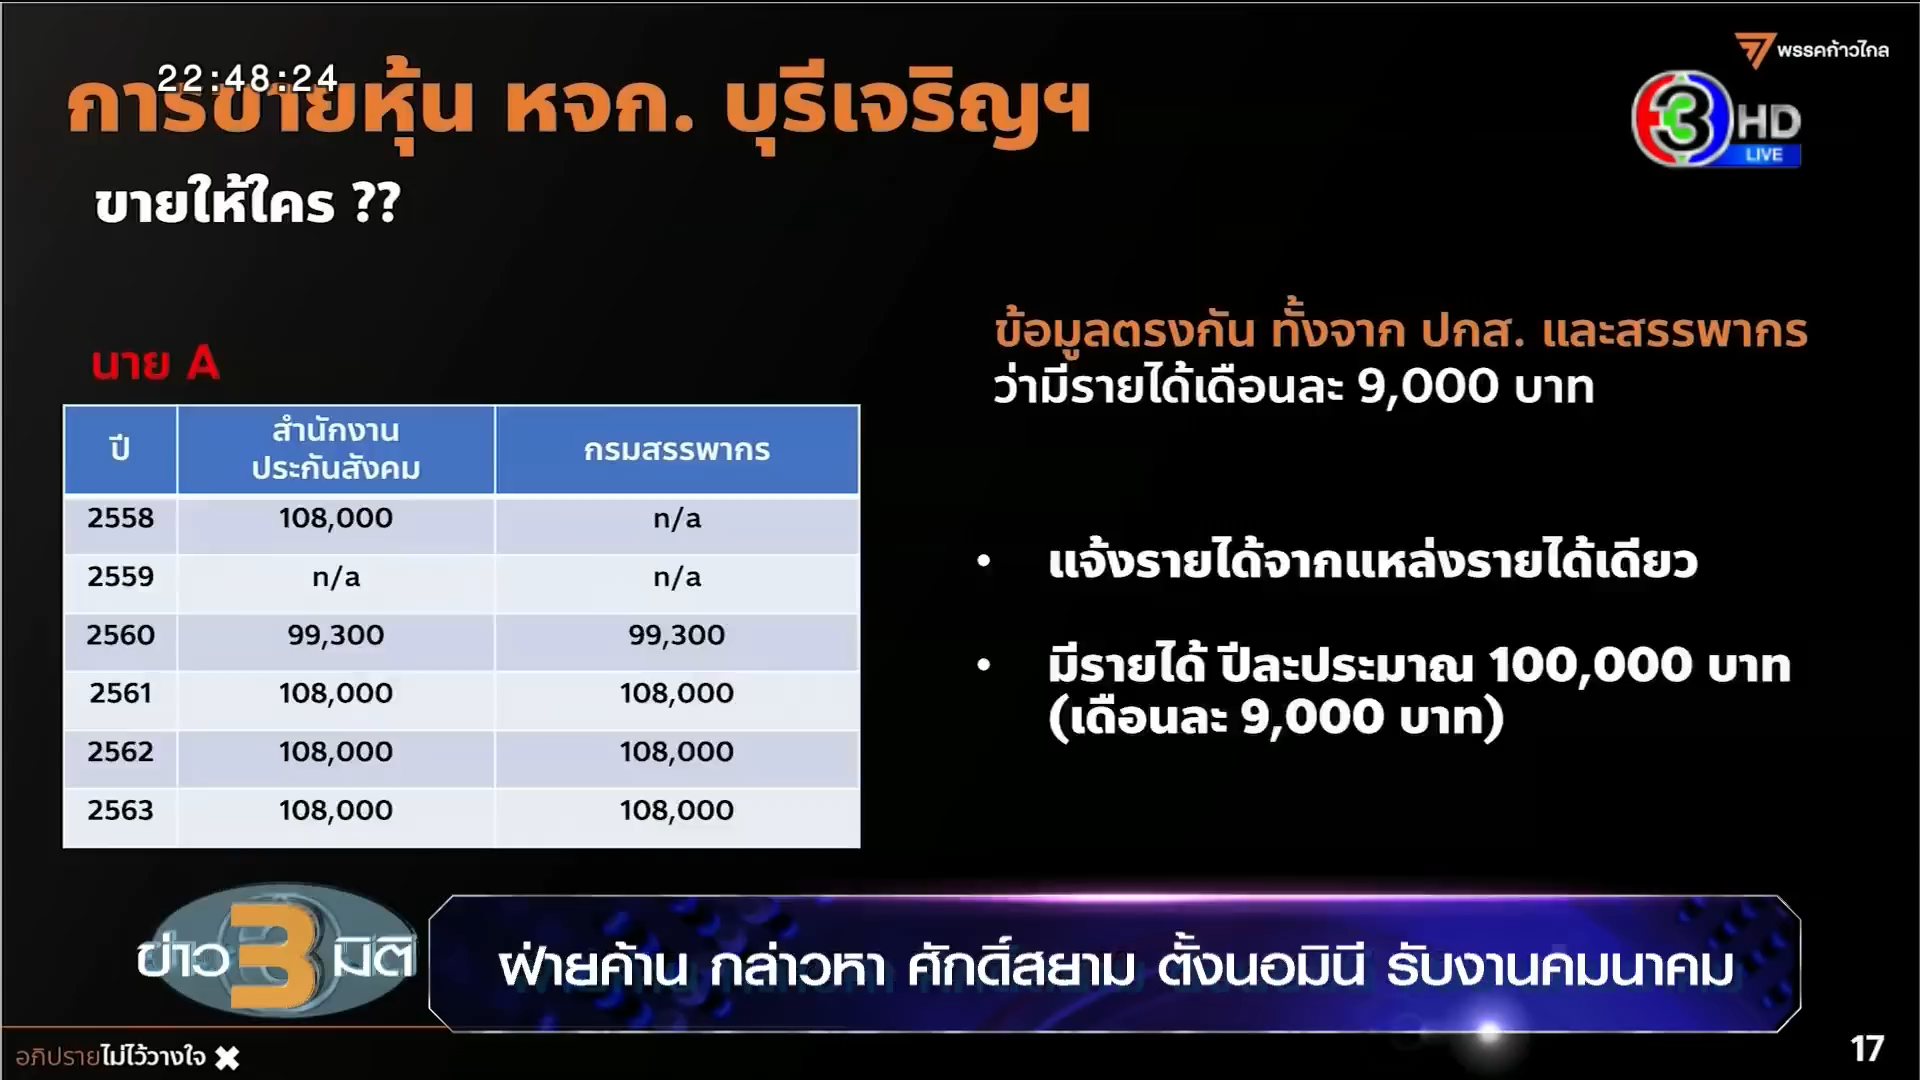 22:48:24
พรรคก้าวไกล
การขายหุ้น หจก. บุรีเจริญฯ
3 HD
LIVE
ขายให้ใคร ??
นาย A
ปี สำนักงานประกันสังคม กรมสรรพากร
2558 108,000 n/a
2559 n/a n/a
2560 99,300 99,300
2561 108,000 108,000
2562 108,000 108,000
2563 108,000 108,000
ข้อมูลตรงกัน ทั้งจาก ปกส. และสรรพากร
ว่ามีรายได้เดือนละ 9,000 บาท
• แจ้งรายได้จากแหล่งรายได้เดียว
• มีรายได้ ปีละประมาณ 100,000 บาท
(เดือนละ 9,000 บาท)
ข่าว 3 มิติ
ฝ่ายค้าน กล่าวหา ศักดิ์สยาม ตั้งนอมินี รับงานคมนาคม
อภิปรายไม่ไว้วางใจ
17